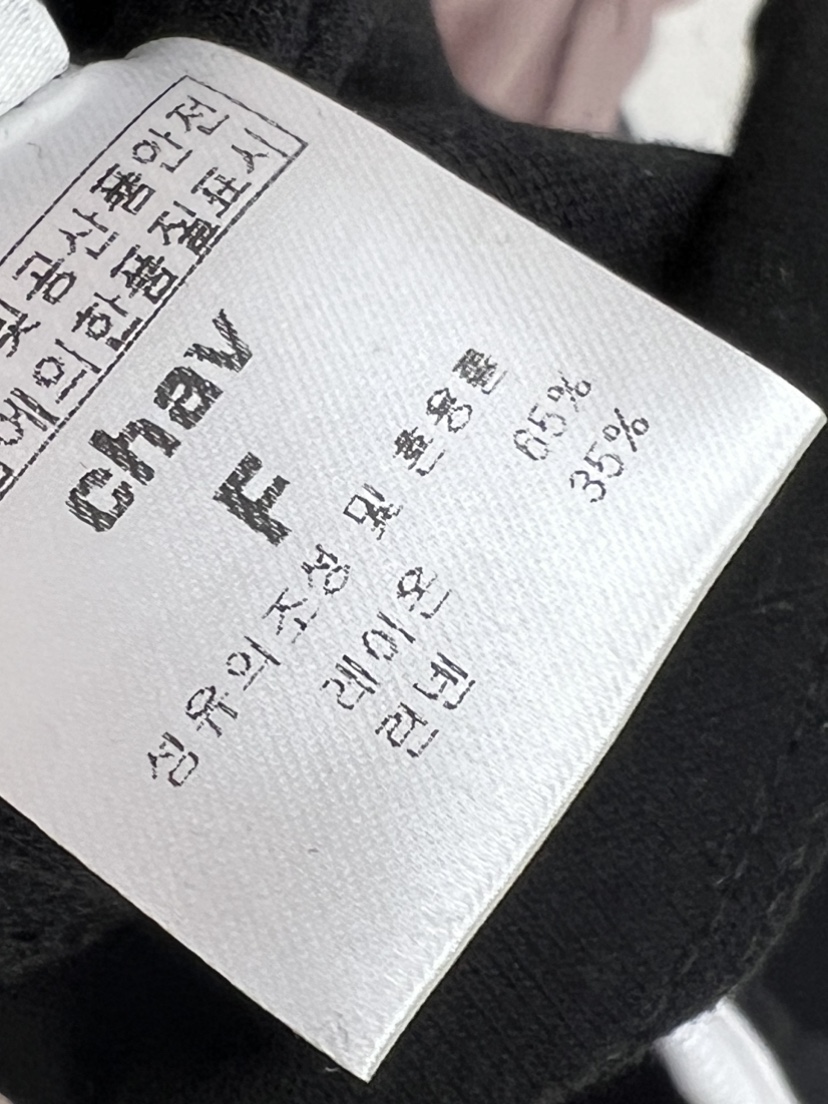 및 공산품안전
에 의한 품질표시
chav
F
섬유의 조성 및 혼용률
레이온 65%
린넨 35%